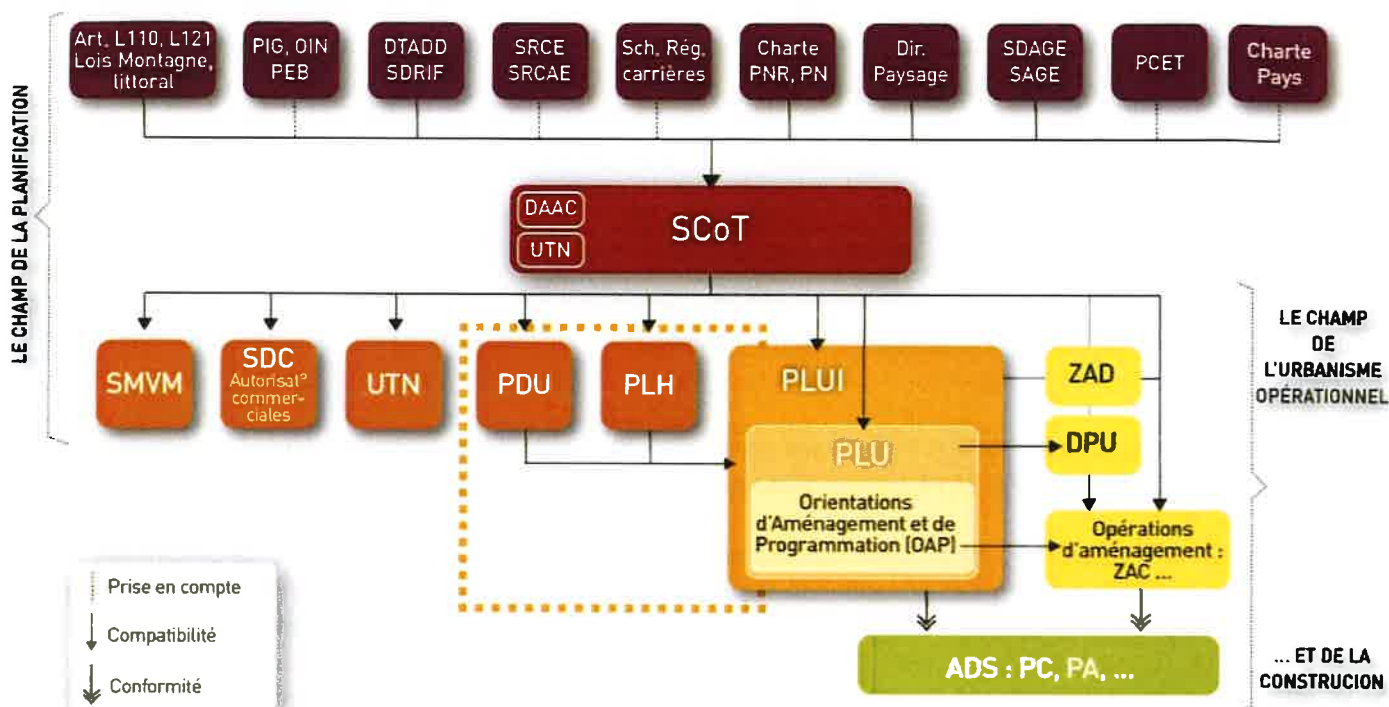 LE CHAMP DE LA PLANIFICATION
Art. L110, L121
Lois Montagne,
littoral
PIG, OIN
PEB
DTADD
SDRIF
SRCE
SRCAE
Sch. Rég.
carrières
Charte
PNR, PN
Dir.
Paysage
SDAGE
SAGE
PCET
Charte
Pays
DAAC
UTN
SCoT
SMVM
SDC
Autorisat°
commer-
ciales
UTN
PDU
PLH
PLUI
PLU
Orientations
d'Aménagement et de
Programmation (OAP)
ZAD
DPU
Opérations
d'aménagement :
ZAC ...
LE CHAMP
DE
L'URBANISME
OPÉRATIONNEL
ADS : PC, PA, ...
... ET DE LA
CONSTRUCION
Prise en compte
Compatibilité
Conformité